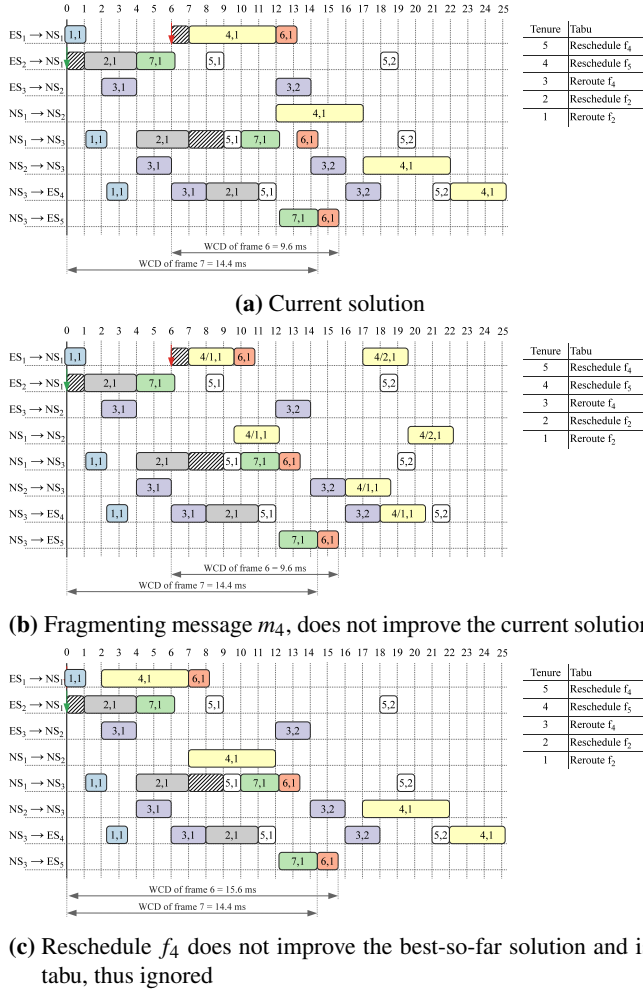 0 1 2 3 4 5 6 7 8 9 10 11 12 13 14 15 16 17 18 19 20 21 22 23 24 25
Tenure Tabu
5 Reschedule f4
4 Reschedule f5
3 Reroute f4
2 Reschedule f2
1 Reroute f2
ES1 → NS1 1,1 4,1 6,1
ES2 → NS1 2,1 7,1 5,1 5,2
ES3 → NS2 3,1 3,2
NS1 → NS2 4,1
NS1 → NS3 1,1 2,1 5,1 7,1 6,1 5,2
NS2 → NS3 3,1 3,2 4,1
NS3 → ES4 1,1 3,1 2,1 5,1 3,2 5,2 4,1
NS3 → ES5 7,1 6,1
WCD of frame 6 = 9.6 ms
WCD of frame 7 = 14.4 ms
(a) Current solution
0 1 2 3 4 5 6 7 8 9 10 11 12 13 14 15 16 17 18 19 20 21 22 23 24 25
Tenure Tabu
5 Reschedule f4
4 Reschedule f5
3 Reroute f4
2 Reschedule f2
1 Reroute f2
ES1 → NS1 1,1 4/1,1 6,1 4/2,1
ES2 → NS1 2,1 7,1 5,1 5,2
ES3 → NS2 3,1 3,2
NS1 → NS2 4/1,1 4/2,1
NS1 → NS3 1,1 2,1 5,1 7,1 6,1 5,2
NS2 → NS3 3,1 3,2 4/1,1
NS3 → ES4 1,1 3,1 2,1 5,1 3,2 4/1,1 5,2
NS3 → ES5 7,1 6,1
WCD of frame 6 = 9.6 ms
WCD of frame 7 = 14.4 ms
(b) Fragmenting message m4, does not improve the current solution
0 1 2 3 4 5 6 7 8 9 10 11 12 13 14 15 16 17 18 19 20 21 22 23 24 25
Tenure Tabu
5 Reschedule f4
4 Reschedule f5
3 Reroute f4
2 Reschedule f2
1 Reroute f2
ES1 → NS1 1,1 4,1 6,1
ES2 → NS1 2,1 7,1 5,1 5,2
ES3 → NS2 3,1 3,2
NS1 → NS2 4,1
NS1 → NS3 1,1 2,1 5,1 7,1 6,1 5,2
NS2 → NS3 3,1 3,2 4,1
NS3 → ES4 1,1 3,1 2,1 5,1 3,2 5,2 4,1
NS3 → ES5 7,1 6,1
WCD of frame 6 = 15.6 ms
WCD of frame 7 = 14.4 ms
(c) Reschedule f4 does not improve the best-so-far solution and i
tabu, thus ignored